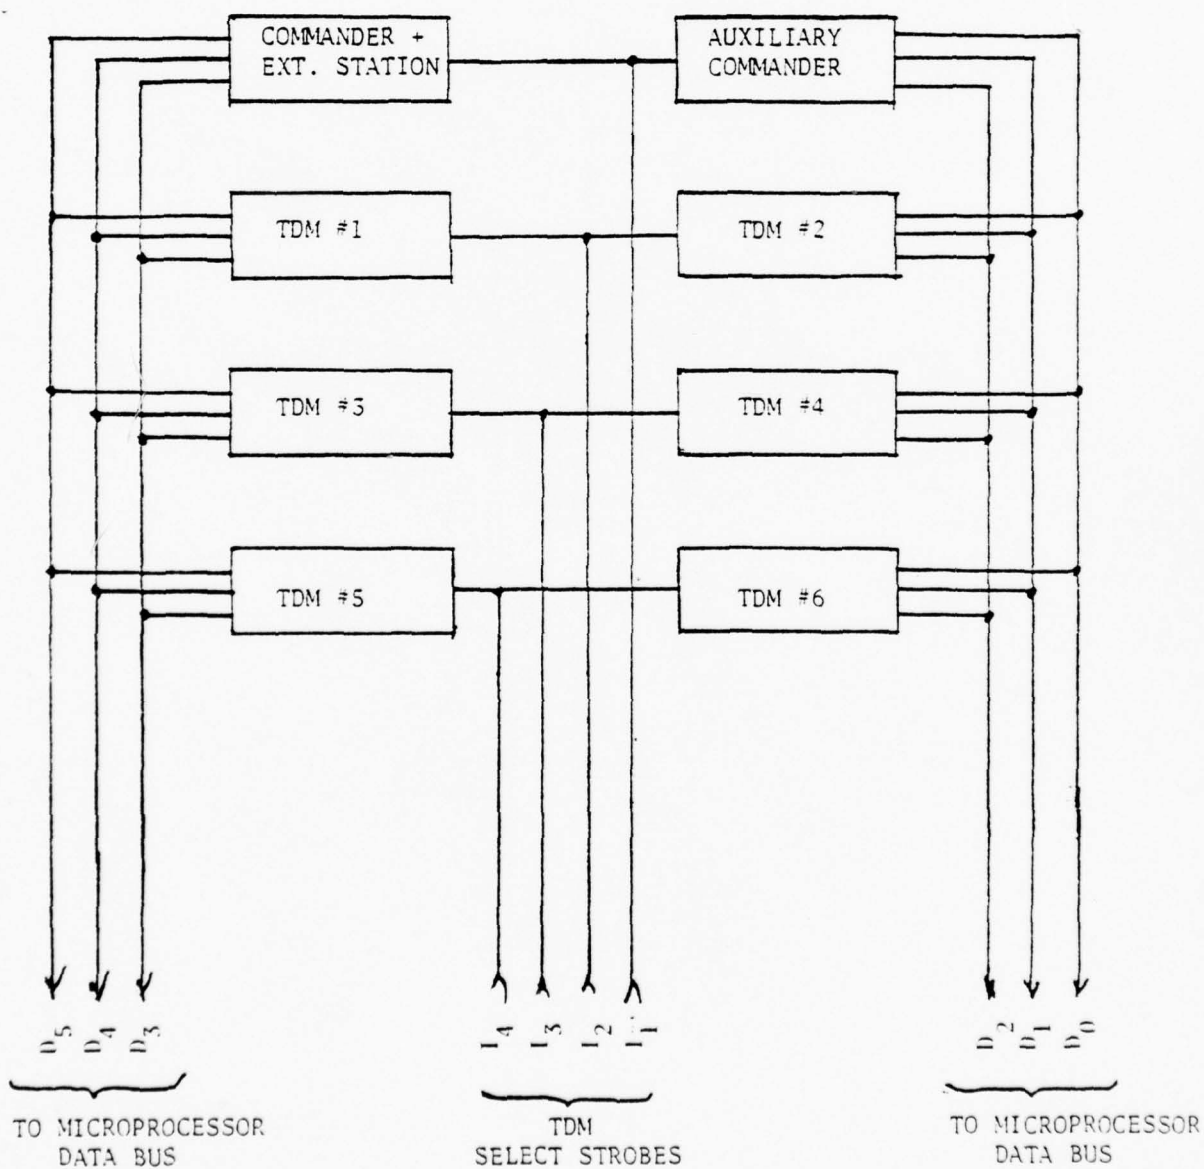 COMMANDER +
EXT. STATION
AUXILIARY
COMMANDER
TDM #1
TDM #2
TDM #3
TDM #4
TDM #5
TDM #6
D5
D4
D3
I4
I3
I2
I1
D2
D1
D0
TO MICROPROCESSOR
DATA BUS
TDM
SELECT STROBES
TO MICROPROCESSOR
DATA BUS